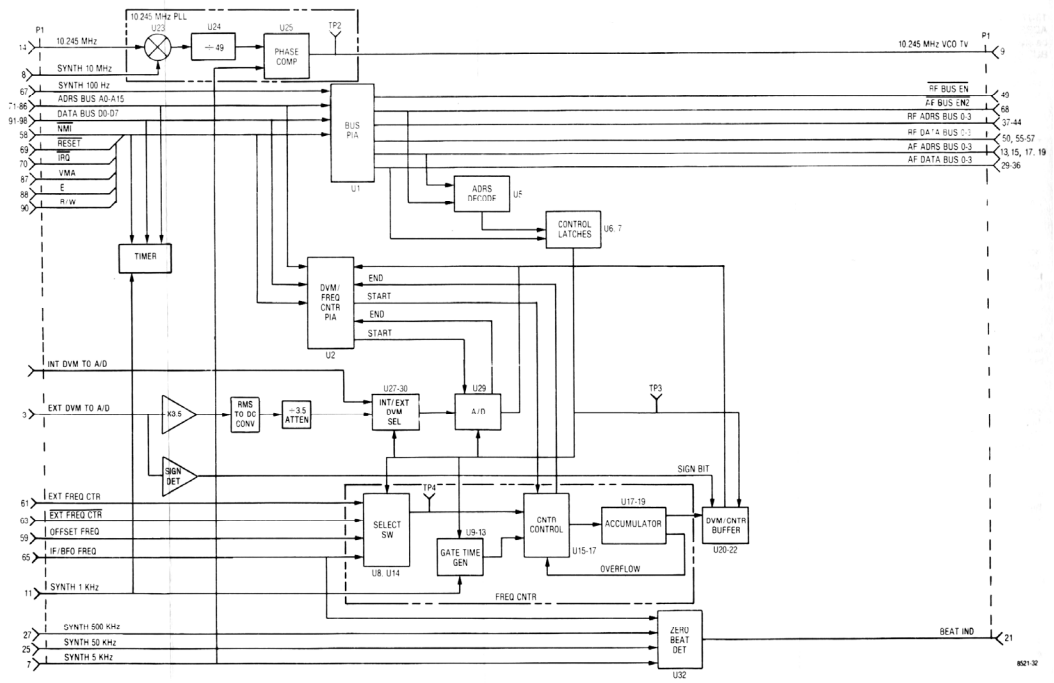 10.245 MHz PLL
P1
U23
U24
U25
TP2
P1
14
10.245 MHz
÷ 49
PHASE COMP
10.245 MHz VCO TV
9
8
SYNTH 10 MHz
67
SYNTH 100 Hz
RF BUS EN
49
71-86
ADRS BUS A0-A15
AF BUS EN2
68
91-98
DATA BUS D0-D7
BUS PIA
RF ADRS BUS 0-3
37-44
58
NMI
RF DATA BUS 0-3
50, 55-57
69
RESET
AF ADRS BUS 0-3
13, 15, 17, 19
70
IRQ
AF DATA BUS 0-3
29-36
87
VMA
U1
88
E
ADRS DECODE
U5
90
R/W
CONTROL LATCHES
U6, 7
TIMER
DVM/ FREQ CNTR PIA
END
START
END
START
U2
INT DVM TO A/D
U27-30
U29
TP3
3
EXT DVM TO A/D
X3.5
RMS TO DC CONV
÷3.5 ATTEN
INT/EXT DVM SEL
A/D
SIGN DET
SIGN BIT
61
EXT FREQ CTR
TP4
U17-19
63
EXT FREQ CTR
SELECT SW
U9-13
CNTR CONTROL
ACCUMULATOR
DVM/CNTR BUFFER
59
OFFSET FREQ
GATE TIME GEN
U15-17
U20-22
65
IF/BFO FREQ
U8, U14
OVERFLOW
11
SYNTH 1 KHz
FREQ CNTR
27
SYNTH 500 KHz
ZERO BEAT DET
BEAT IND
21
25
SYNTH 50 KHz
7
SYNTH 5 KHz
U32
8521-32